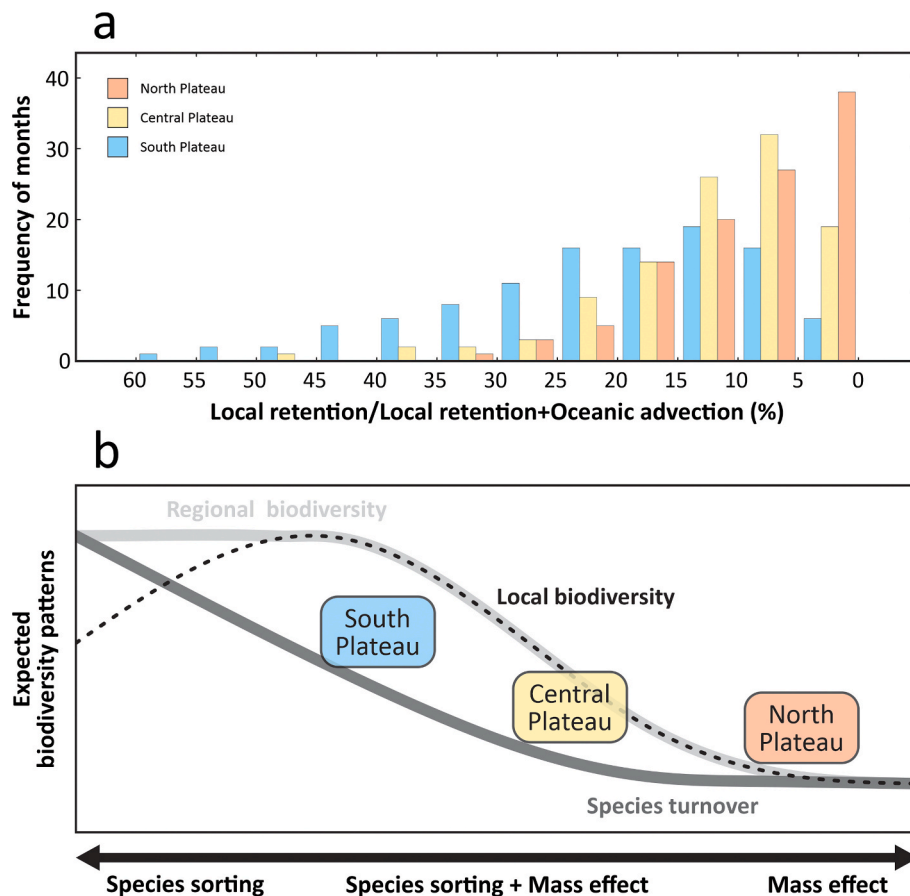 a
Frequency of months
40
30
20
10
0
North Plateau
Central Plateau
South Plateau
60 55 50 45 40 35 30 25 20 15 10 5 0
Local retention/Local retention+Oceanic advection (%)
b
Expected
biodiversity patterns
Regional biodiversity
Local biodiversity
South
Plateau
Central
Plateau
North
Plateau
Species turnover
Species sorting
Species sorting + Mass effect
Mass effect